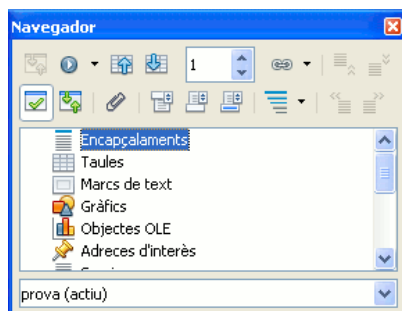 Navegador
1
Encapçalaments
Taules
Marcs de text
Gràfics
Objectes OLE
Adreces d'interès
prova (actiu)